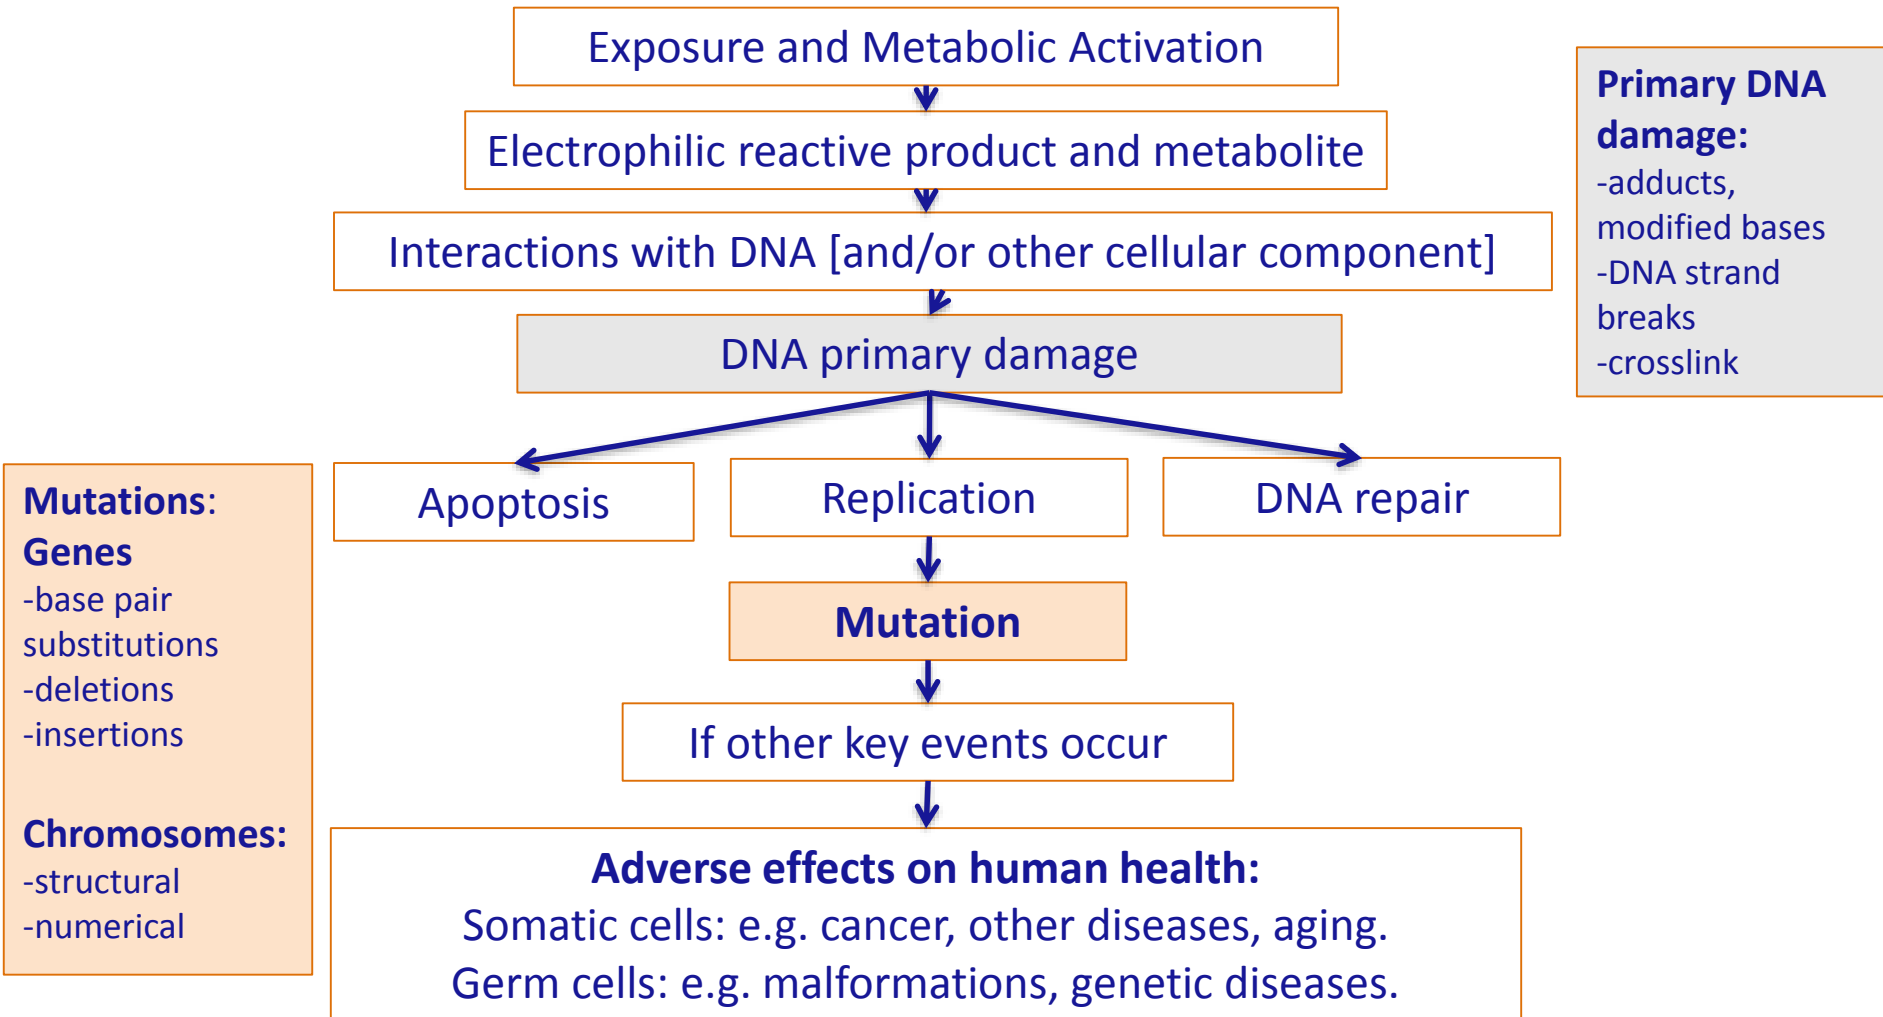 Exposure and Metabolic Activation
Electrophilic reactive product and metabolite
Interactions with DNA [and/or other cellular component]
DNA primary damage
Primary DNA
damage:
-adducts,
modified bases
-DNA strand
breaks
-crosslink
Apoptosis
Replication
DNA repair
Mutation
If other key events occur
Mutations:
Genes
-base pair
substitutions
-deletions
-insertions
Chromosomes:
-structural
-numerical
Adverse effects on human health:
Somatic cells: e.g. cancer, other diseases, aging.
Germ cells: e.g. malformations, genetic diseases.